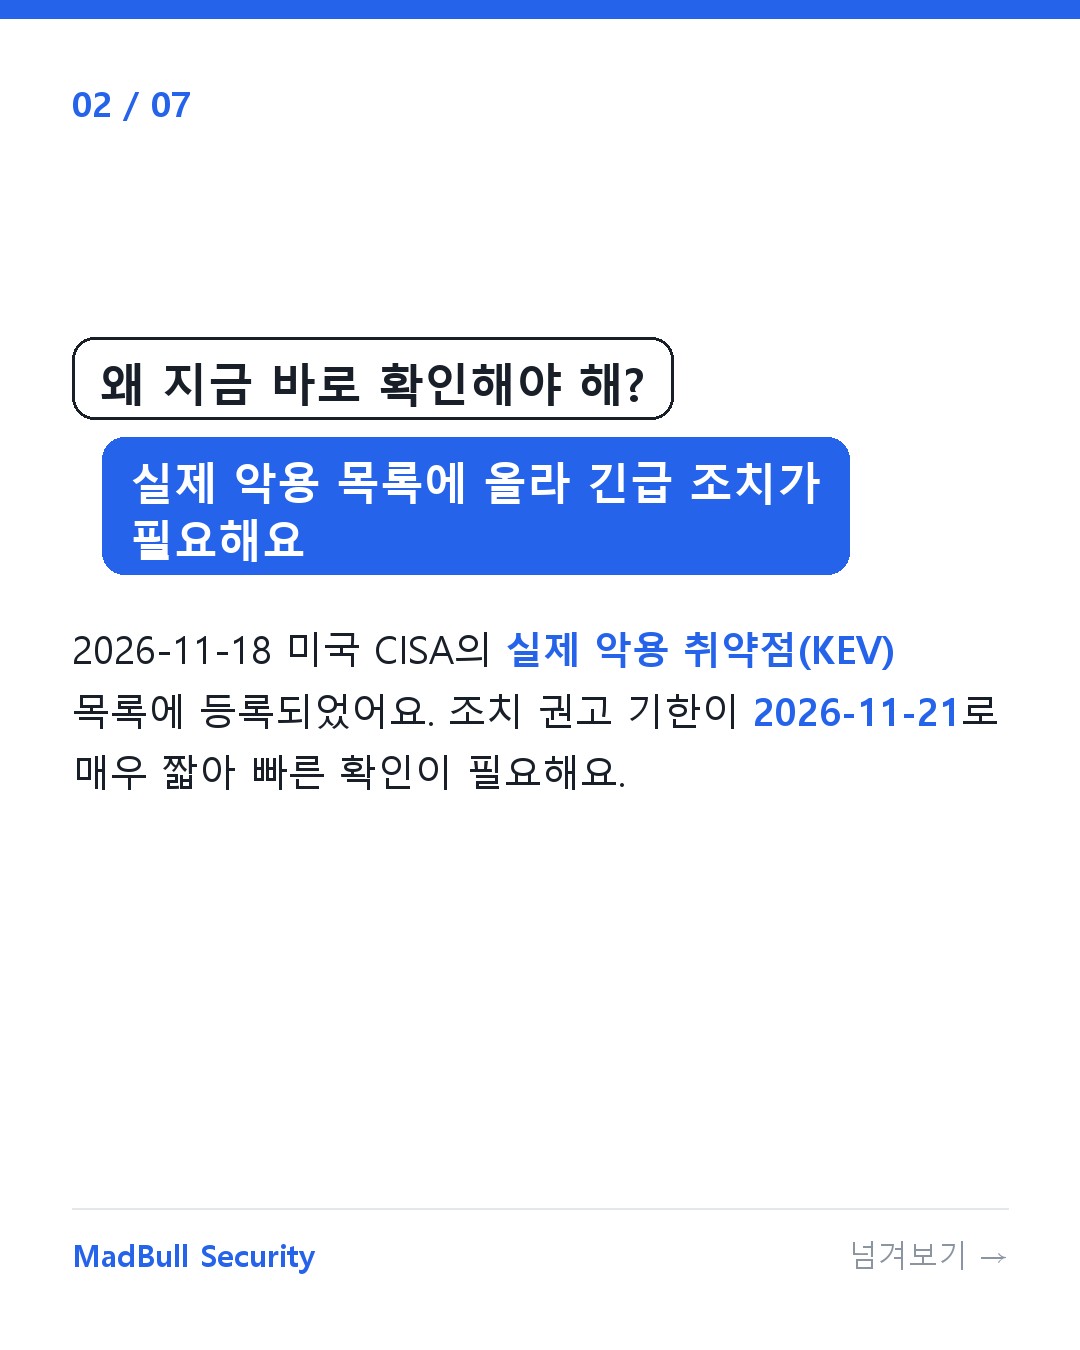 02 / 07
왜 지금 바로 확인해야 해?
실제 악용 목록에 올라 긴급 조치가
필요해요
2026-11-18 미국 CISA의 실제 악용 취약점(KEV)
목록에 등록되었어요. 조치 권고 기한이 2026-11-21로
매우 짧아 빠른 확인이 필요해요.
MadBull Security
넘겨보기 →